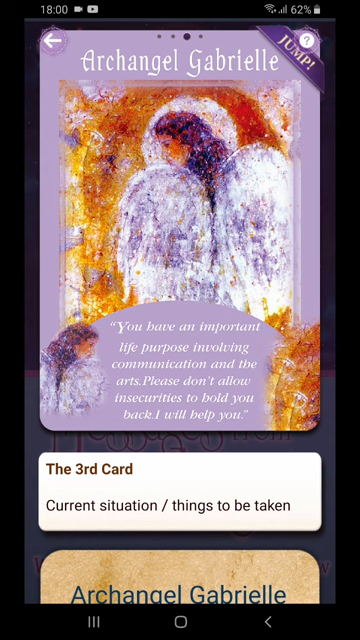 18:00
62%
Archangel Gabrielle
JUMP!
?
"You have an important
life purpose involving
communication and the
arts.Please don't allow
insecurities to hold you
back.I will help you."
Messages from
The 3rd Card
Current situation / things to be taken
Archangel Gabrielle